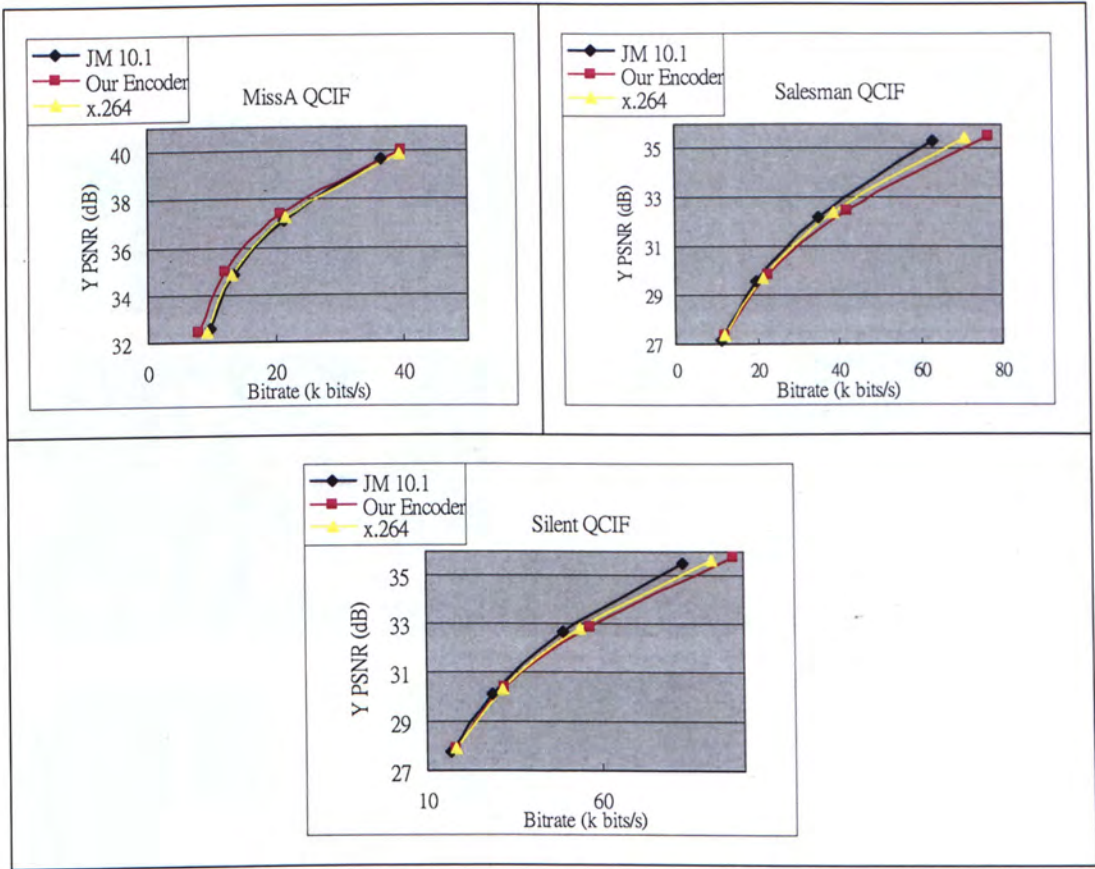 JM 10.1
Our Encoder
x.264
MissA QCIF
Y PSNR (dB)
40
38
36
34
32
0
20
40
Bitrate (k bits/s)
JM 10.1
Our Encoder
x.264
Salesman QCIF
Y PSNR (dB)
35
33
31
29
27
0
20
40
60
80
Bitrate (k bits/s)
JM 10.1
Our Encoder
x.264
Silent QCIF
Y PSNR (dB)
35
33
31
29
27
10
60
Bitrate (k bits/s)